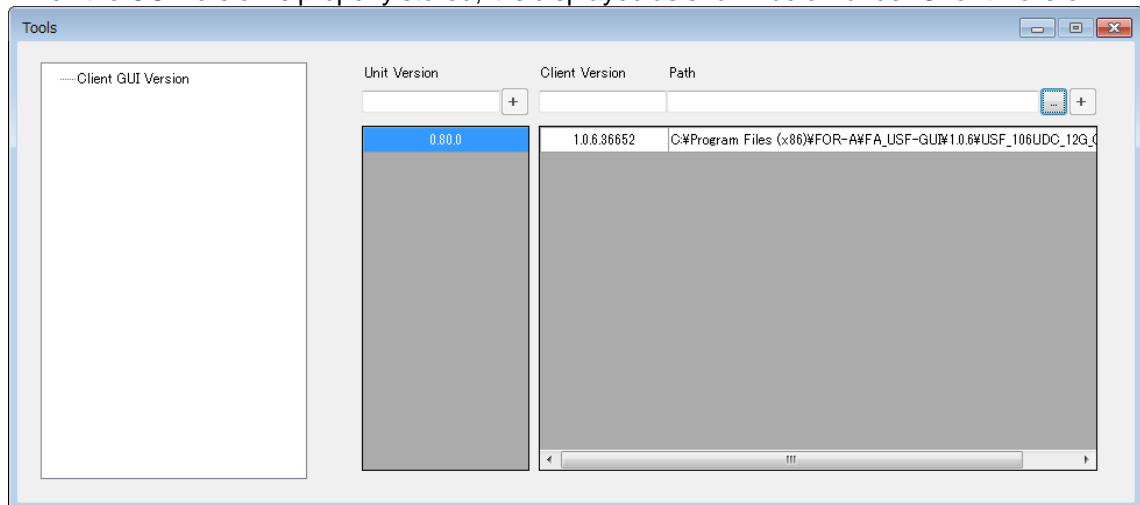 Tools
Client GUI Version
Unit Version Client Version Path
+ ... +
0.80.0 1.0.6.36652 C:¥Program Files (x86)¥FOR-A¥FA_USF-GUI¥1.0.6¥USF_106UDC_12G_